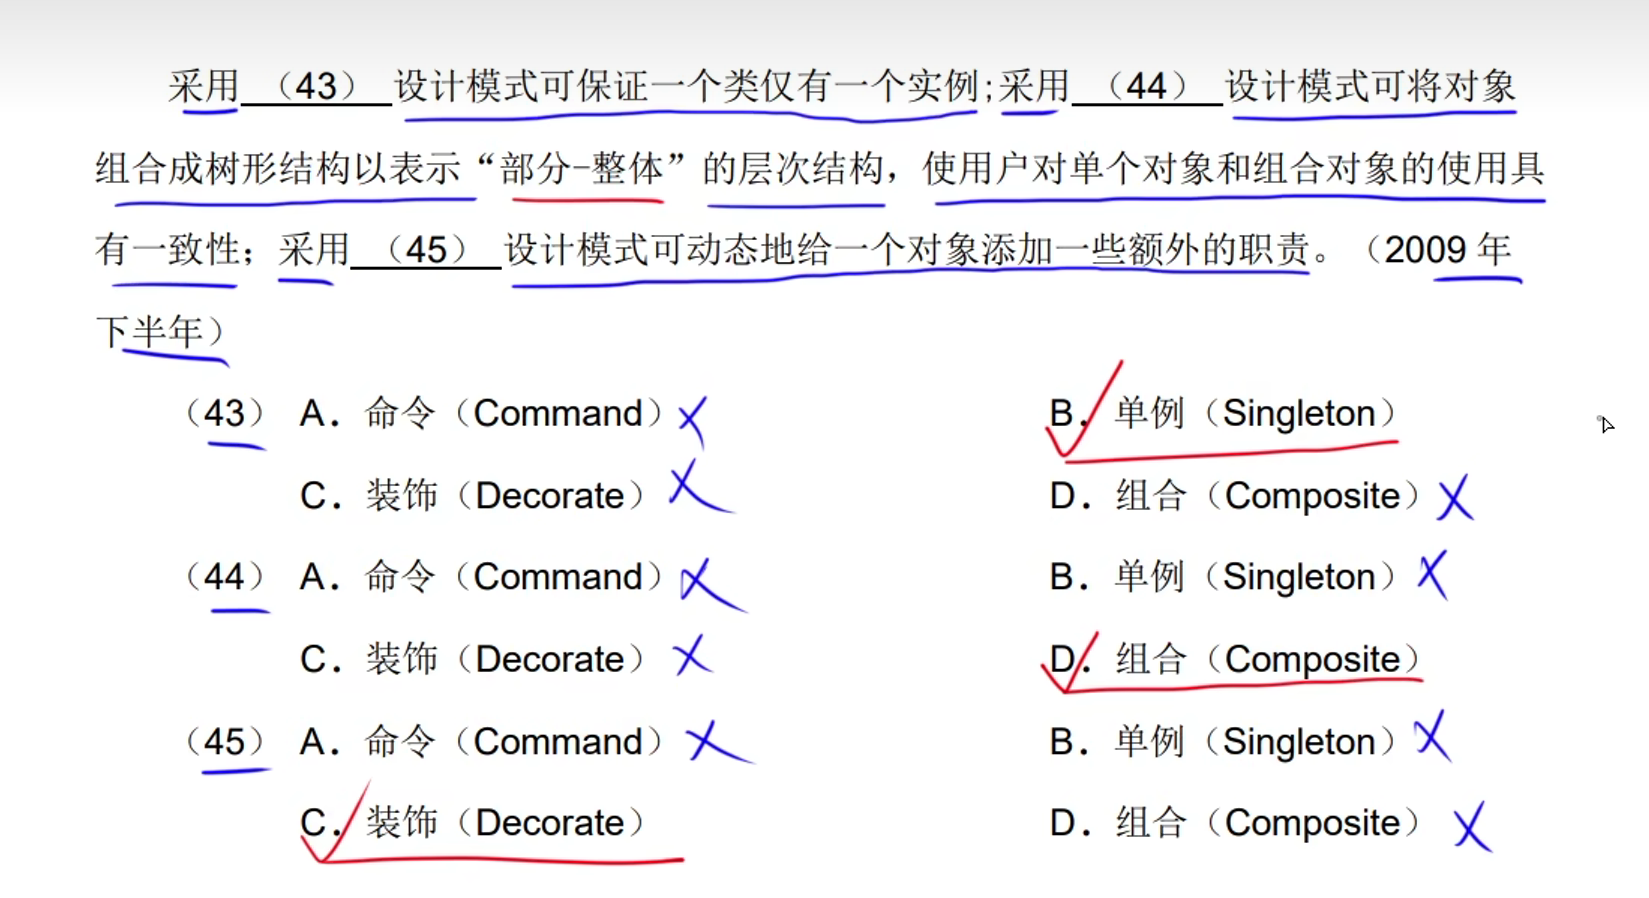 采用 （43） 设计模式可保证一个类仅有一个实例;采用 （44） 设计模式可将对象
组合成树形结构以表示“部分-整体”的层次结构，使用户对单个对象和组合对象的使用具
有一致性；采用 （45） 设计模式可动态地给一个对象添加一些额外的职责。（2009 年
下半年）
（43） A．命令（Command） B．单例（Singleton）
C．装饰（Decorate） D．组合（Composite）
（44） A．命令（Command） B．单例（Singleton）
C．装饰（Decorate） D．组合（Composite）
（45） A．命令（Command） B．单例（Singleton）
C．装饰（Decorate） D．组合（Composite）